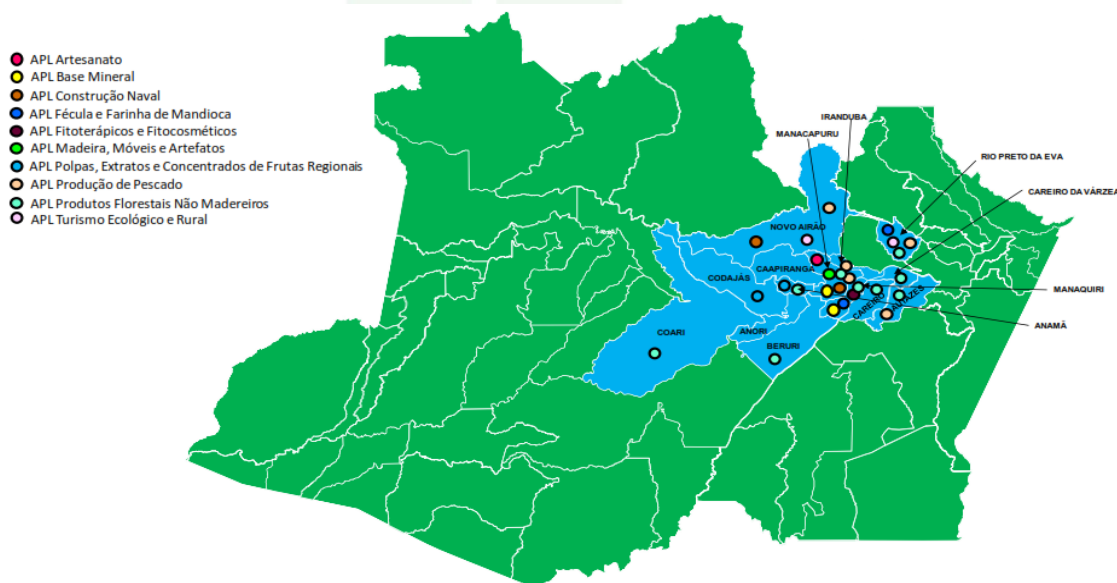 APL Artesanato
APL Base Mineral
APL Construção Naval
APL Fécula e Farinha de Mandioca
APL Fitoterápicos e Fitocosméticos
APL Madeira, Móveis e Artefatos
APL Polpas, Extratos e Concentrados de Frutas Regionais
APL Produção de Pescado
APL Produtos Florestais Não Madereiros
APL Turismo Ecológico e Rural
IRANDUBA
MANACAPURU
RIO PRETO DA EVA
CAREIRO DA VÁRZEA
NOVO AIRÃO
CAAPIRANGA
CODAJÁS
MANAQUIRI
AUTAZES
CAREIRO
ANAMÃ
ANORI
COARI
BERURI